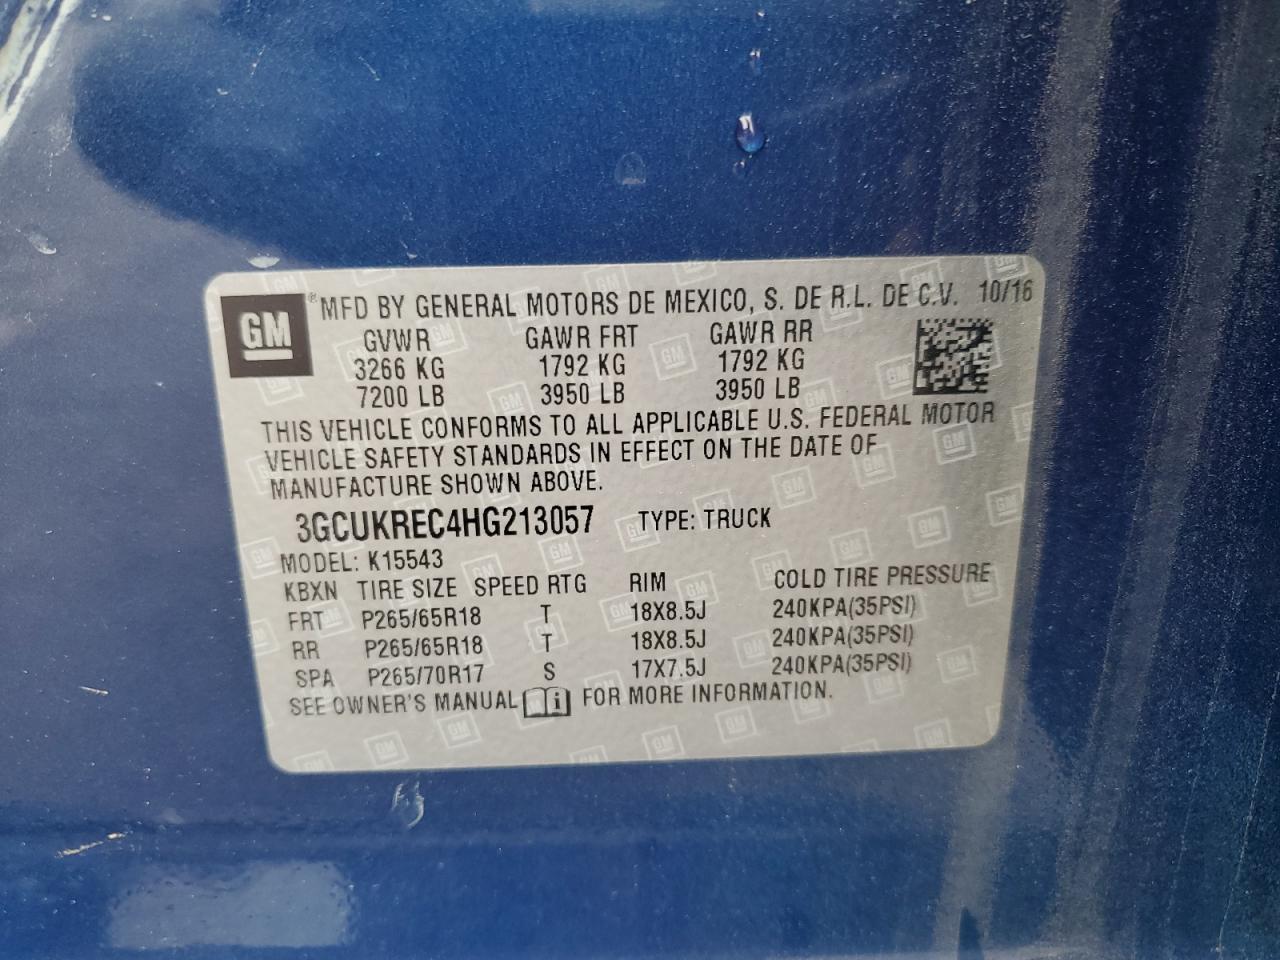 GM ® MFD BY GENERAL MOTORS DE MEXICO, S. DE R.L. DE C.V. 10/16
GVWR GAWR FRT GAWR RR
3266 KG 1792 KG 1792 KG
7200 LB 3950 LB 3950 LB
THIS VEHICLE CONFORMS TO ALL APPLICABLE U.S. FEDERAL MOTOR
VEHICLE SAFETY STANDARDS IN EFFECT ON THE DATE OF
MANUFACTURE SHOWN ABOVE.
3GCUKREC4HG213057 TYPE: TRUCK
MODEL: K15543
KBXN TIRE SIZE SPEED RTG RIM COLD TIRE PRESSURE
FRT P265/65R18 T 18X8.5J 240KPA(35PSI)
RR P265/65R18 T 18X8.5J 240KPA(35PSI)
SPA P265/70R17 S 17X7.5J 240KPA(35PSI)
SEE OWNER'S MANUAL i FOR MORE INFORMATION.